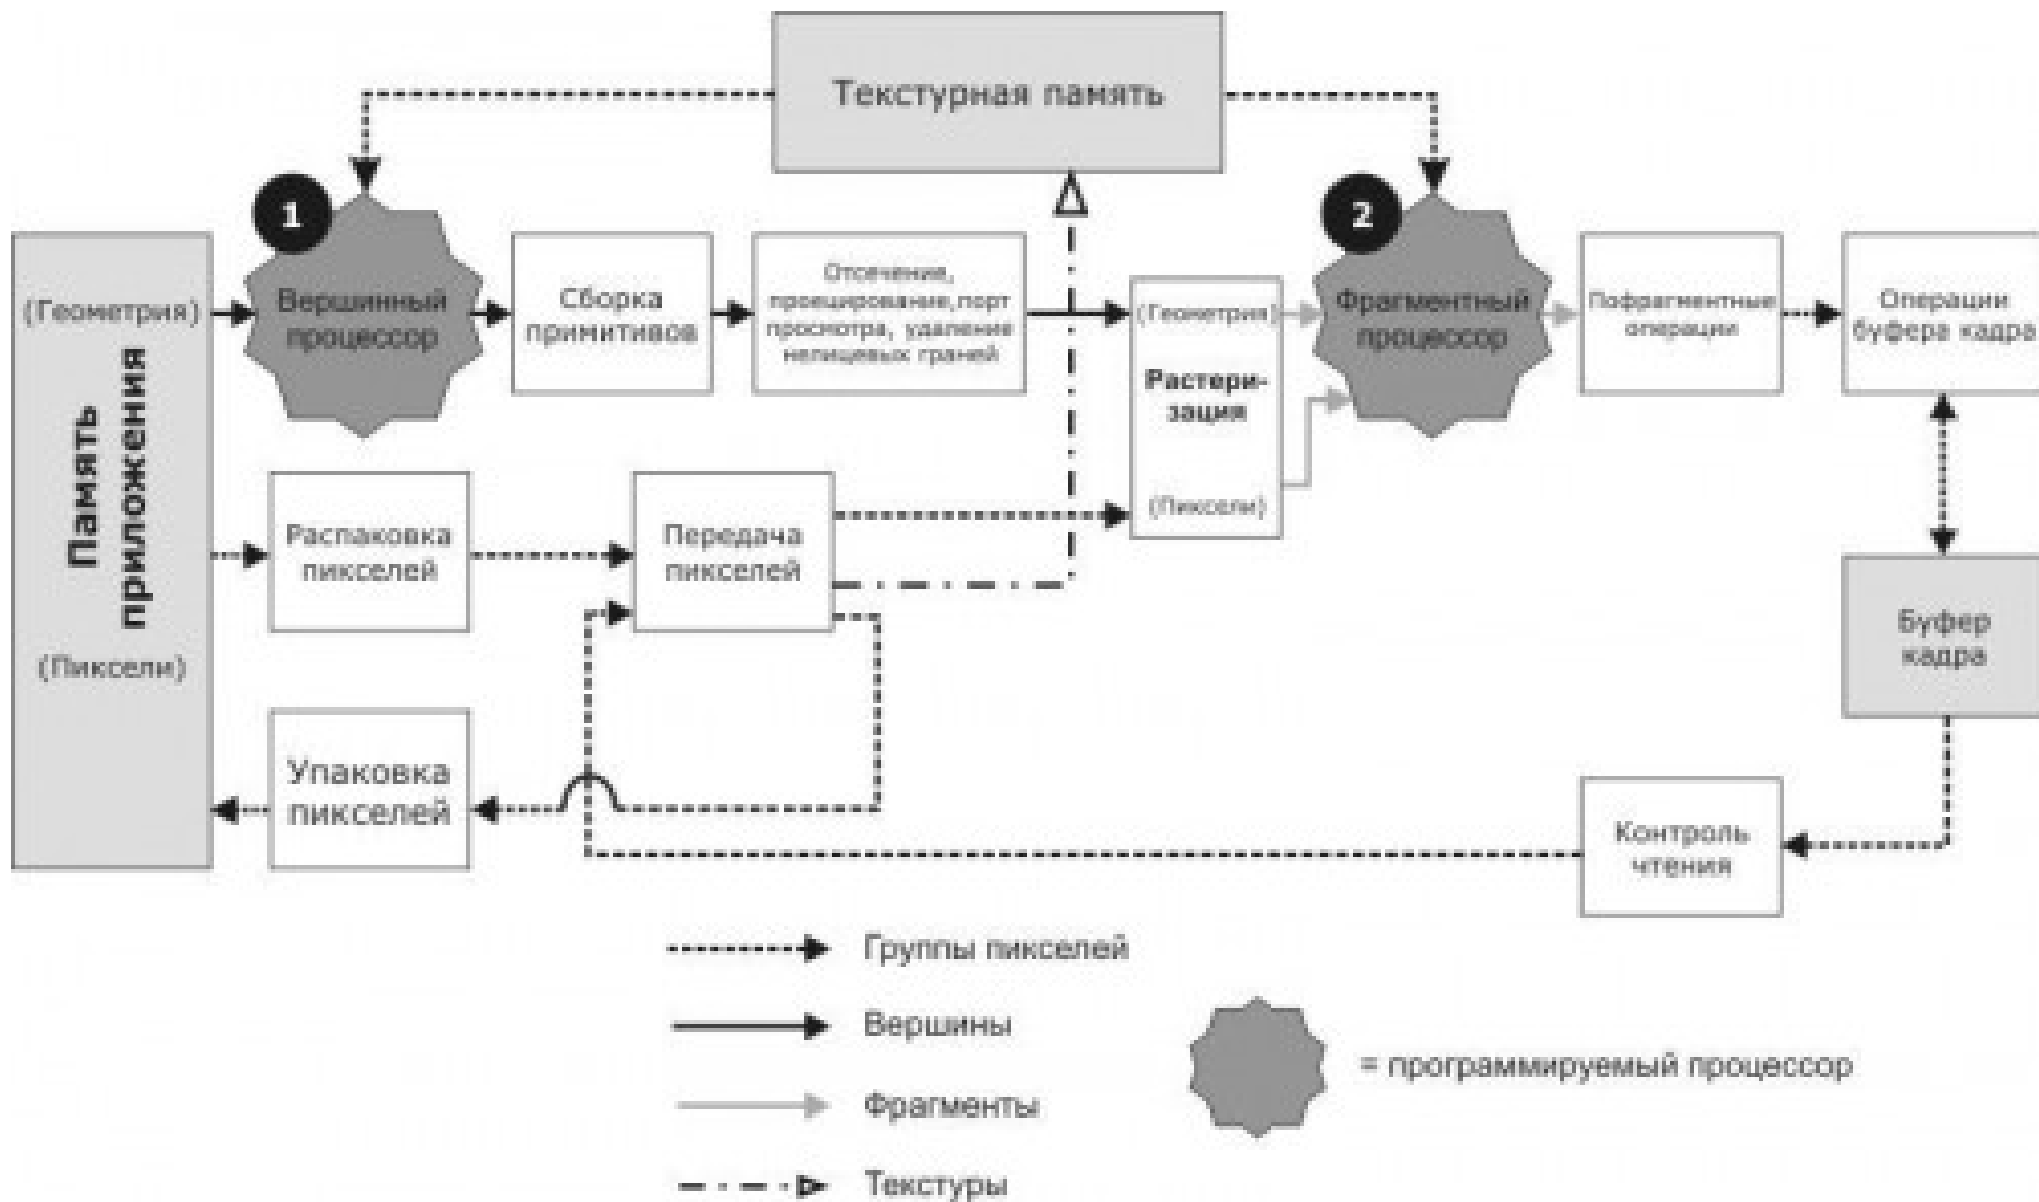 Текстурная память
1
2
(Геометрия)
Вершинный
процессор
Сборка
примитивов
Отсечение,
проецирование, порт
просмотра, удаление
нелицевых граней
(Геометрия)
Растери-
зация
(Пиксели)
Фрагментный
процессор
Пофрагментные
операции
Операции
буфера кадра
Память
приложения
(Пиксели)
Распаковка
пикселей
Передача
пикселей
Буфер
кадра
Упаковка
пикселей
Контроль
чтения
Группы пикселей
Вершины
Фрагменты
Текстуры
= программируемый процессор